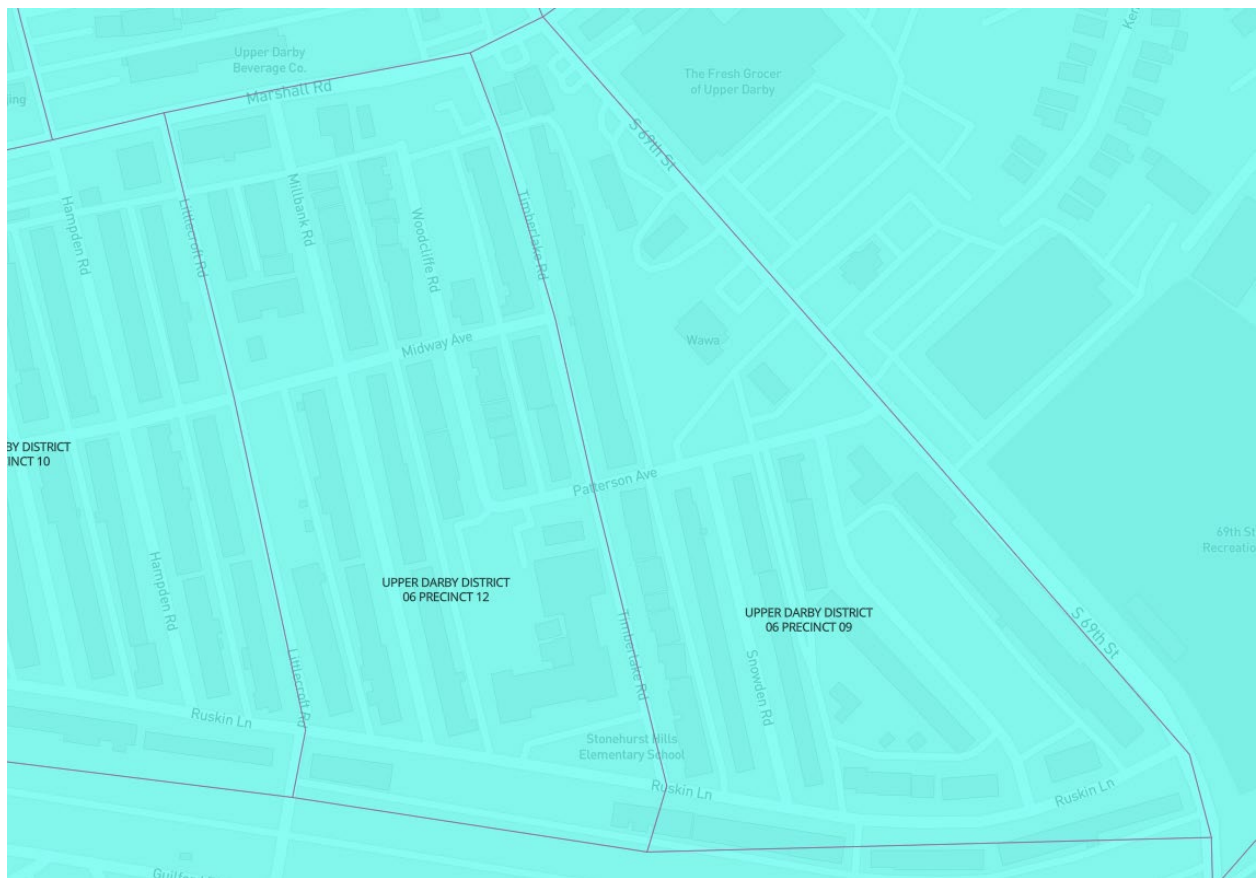 Upper Darby
Beverage Co.
Marshall Rd
The Fresh Grocer
of Upper Darby
S 69th St
Hampden Rd
Littlecroft Rd
Millbank Rd
Woodcliffe Rd
Timberlake Rd
Midway Ave
Wawa
BY DISTRICT
INCT 10
Patterson Ave
69th St
Recreatio
Hampden Rd
UPPER DARBY DISTRICT
06 PRECINCT 12
UPPER DARBY DISTRICT
06 PRECINCT 09
Timberlake Rd
Snowden Rd
S 69th St
Littlecroft Rd
Ruskin Ln
Stonehurst Hills
Elementary School
Ruskin Ln
Ruskin Ln